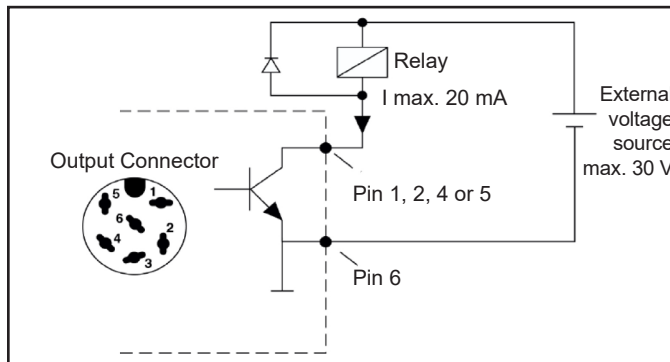 Relay
I max. 20 mA
Externa
voltage
source
max. 30 V
Output Connector
Pin 1, 2, 4 or 5
5
1
6
4
2
3
Pin 6